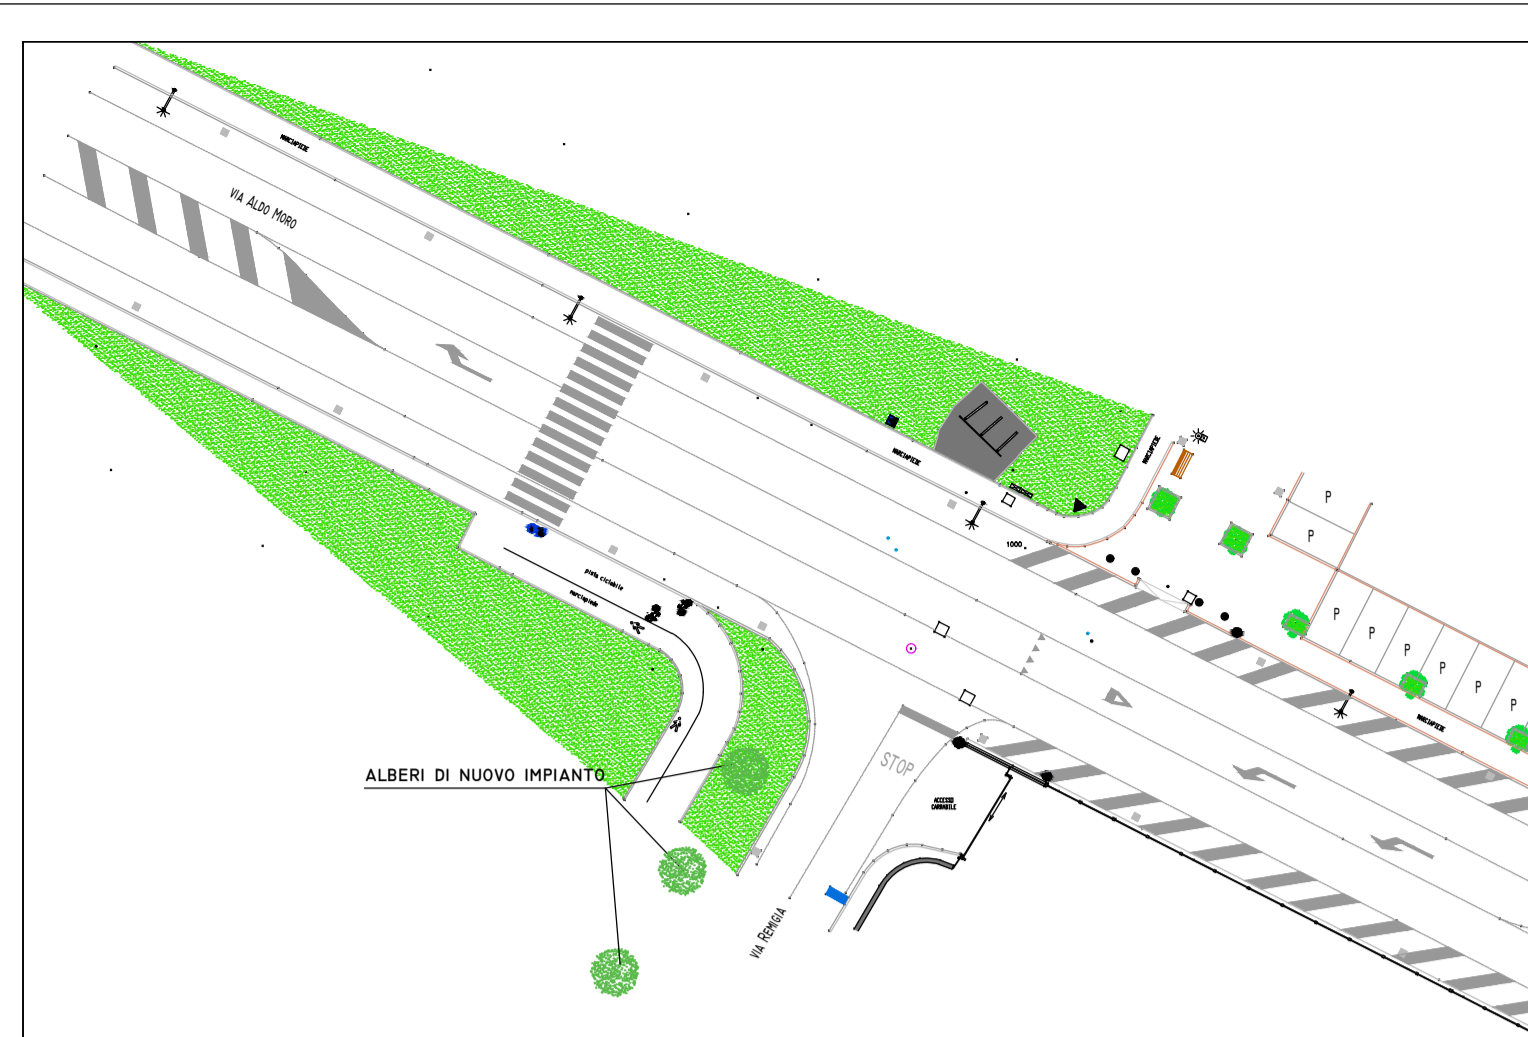 MARCIAPIEDE
VIA ALDO MORO
MARCIAPIEDE
MARCIAPIEDE
P
P
1000
pista ciclabile
marciapiede
P
P
P
P
P
P
MARCIAPIEDE
STOP
ALBERI DI NUOVO IMPIANTO
ACCESSO
CARRABILE
VIA REMIGIA